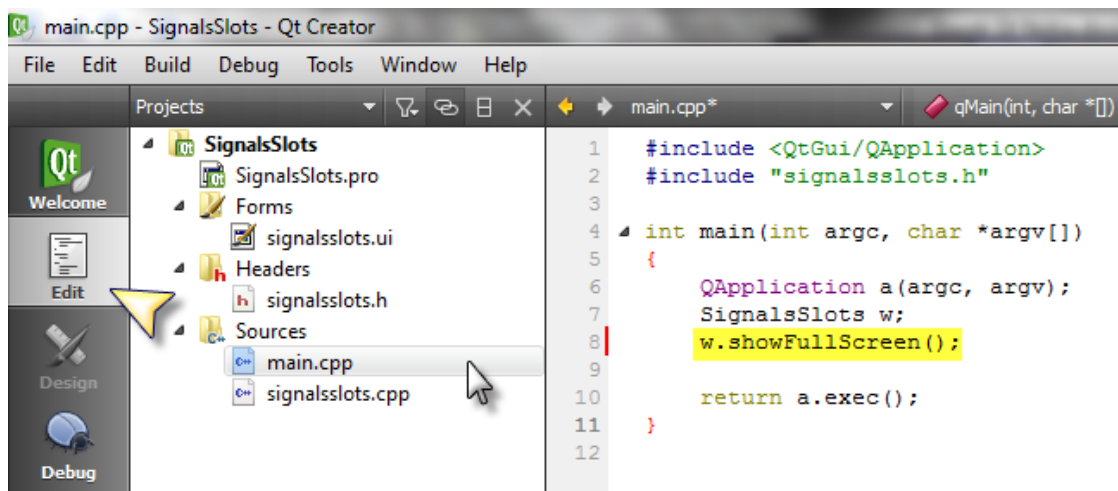 main.cpp - SignalsSlots - Qt Creator
File Edit Build Debug Tools Window Help
Projects
main.cpp*
qMain(int, char *[])
Qt
Welcome
Edit
Design
Debug
SignalsSlots
SignalsSlots.pro
Forms
signalsslots.ui
Headers
signalsslots.h
Sources
main.cpp
signalsslots.cpp
1 #include <QtGui/QApplication>
2 #include "signalsslots.h"
3
4 int main(int argc, char *argv[])
5 {
6 QApplication a(argc, argv);
7 SignalsSlots w;
8 w.showFullScreen();
9
10 return a.exec();
11 }
12